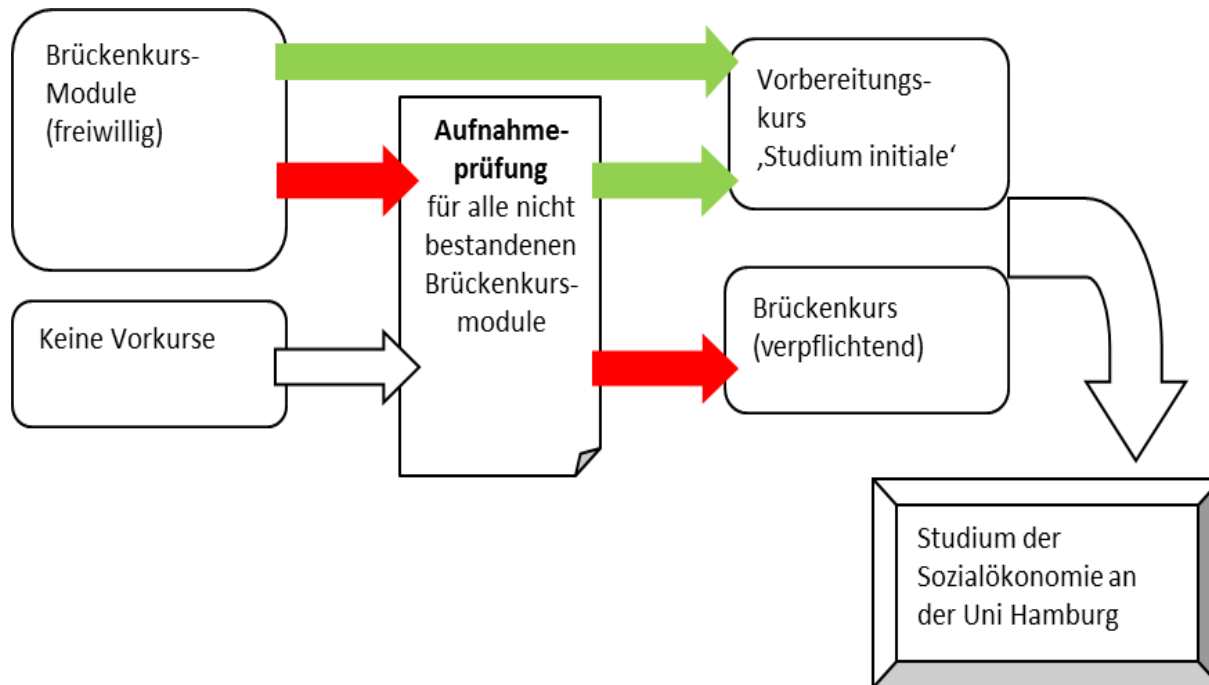 Brückenkurs-
Module
(freiwillig)
Aufnahme-
prüfung
für alle nicht
bestandenen
Brückenkurs-
module
Vorbereitungs-
kurs
‚Studium initiale‘
Keine Vorkurse
Brückenkurs
(verpflichtend)
Studium der
Sozialökonomie an
der Uni Hamburg